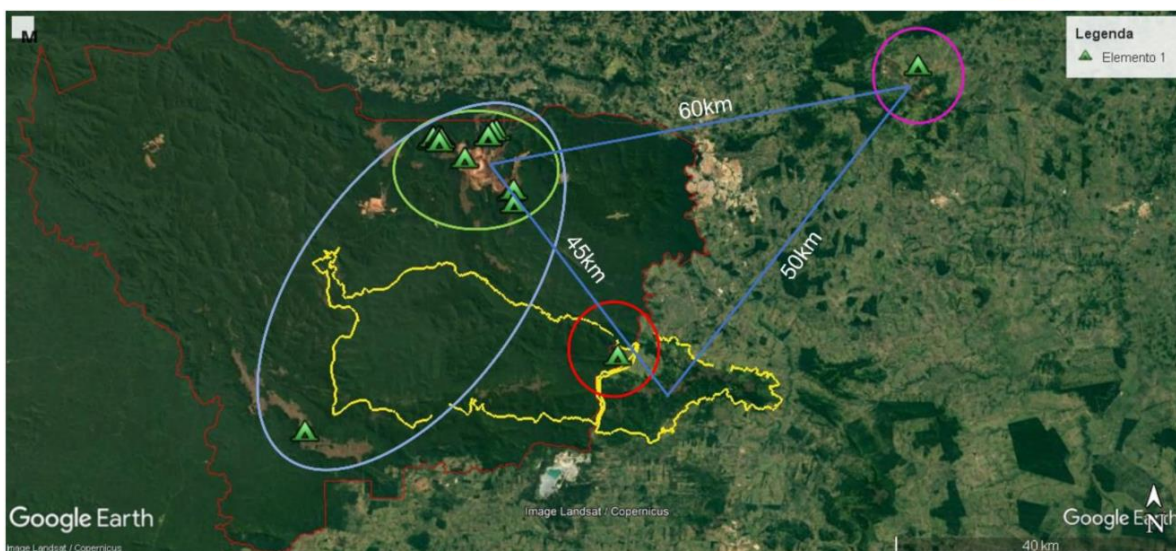 M
Legenda
Elemento 1
60km
45km
50km
Google Earth
Image Landsat / Copernicus
Image Landsat / Copernicus
Google Earth
N
40 km